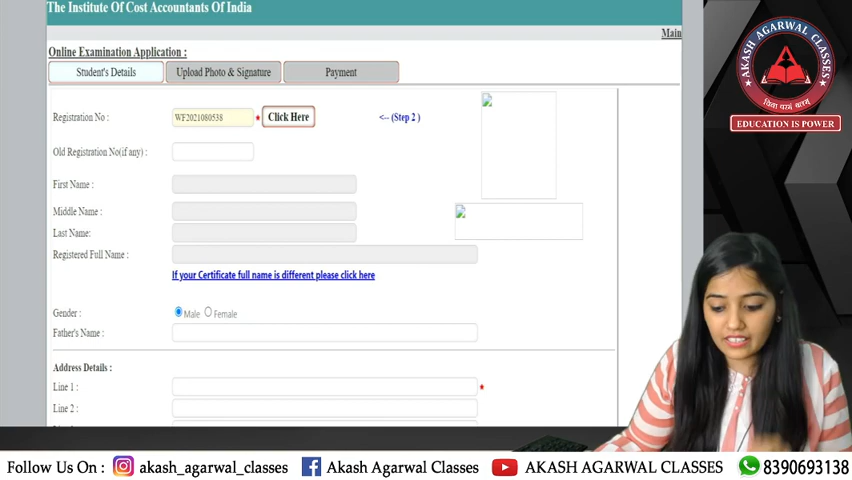 The Institute Of Cost Accountants Of India
Main
Online Examination Application :
Student's Details
Upload Photo & Signature
Payment
Registration No :
WF2021080538
*
Click Here
<-- (Step 2 )
Old Registration No(if any) :
First Name :
Middle Name :
Last Name:
Registered Full Name :
If your Certificate full name is different please click here
Gender :
Male
Female
Father's Name :
Address Details :
Line 1 :
*
Line 2 :
AKASH AGARWAL CLASSES
विद्या परमं भूषणम्
EDUCATION IS POWER
Follow Us On :
akash_agarwal_classes
Akash Agarwal Classes
AKASH AGARWAL CLASSES
8390693138